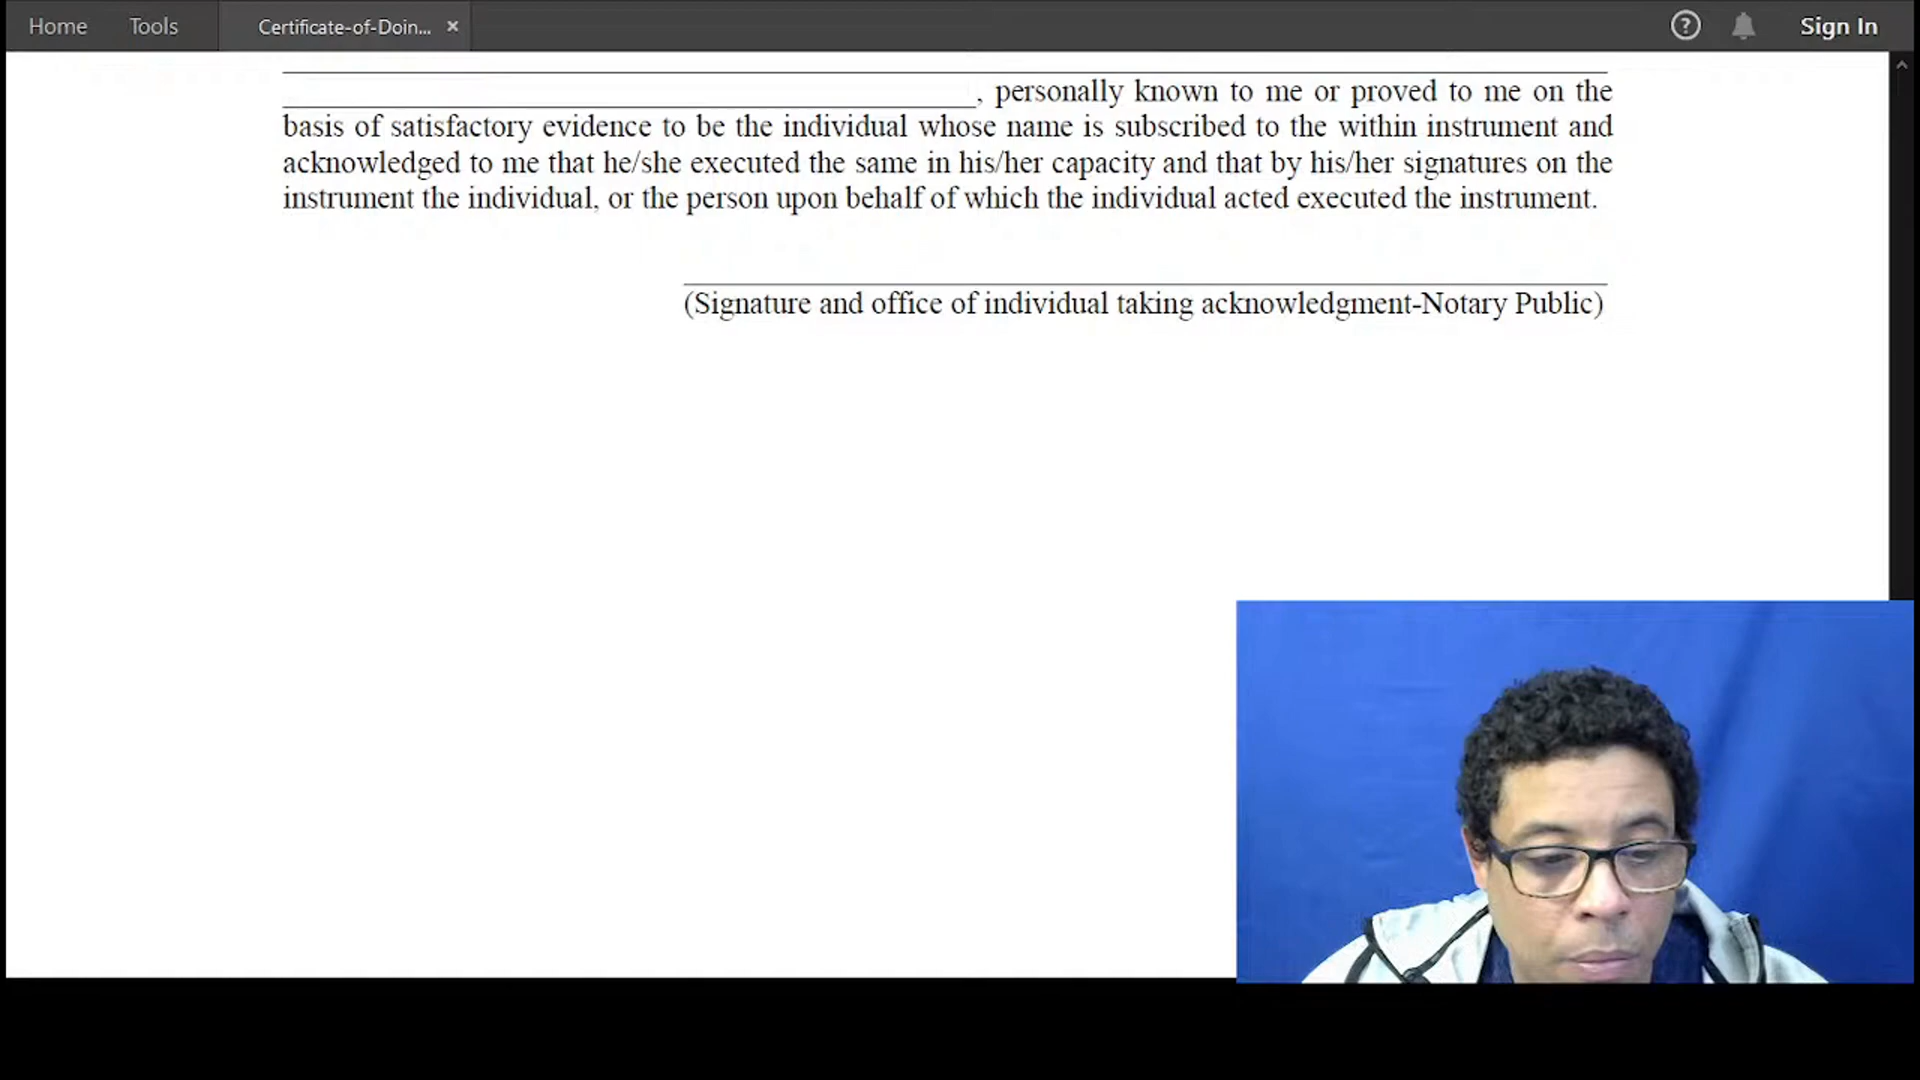 Home Tools Certificate-of-Doin... × ? Sign In
, personally known to me or proved to me on the
basis of satisfactory evidence to be the individual whose name is subscribed to the within instrument and
acknowledged to me that he/she executed the same in his/her capacity and that by his/her signatures on the
instrument the individual, or the person upon behalf of which the individual acted executed the instrument.
(Signature and office of individual taking acknowledgment-Notary Public)